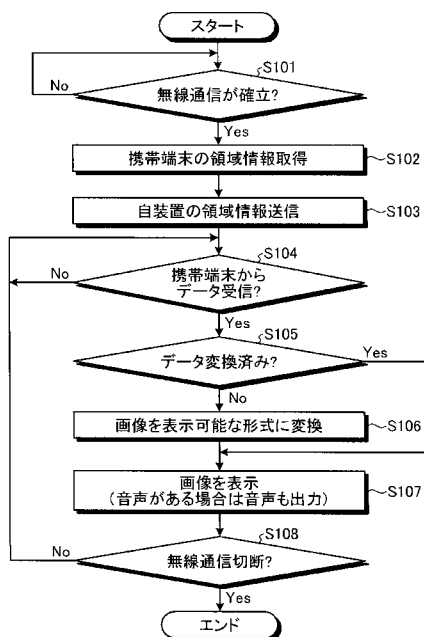 スタート
S101
無線通信が確立?
No
Yes
携帯端末の領域情報取得
S102
自装置の領域情報送信
S103
S104
携帯端末から
データ受信?
No
Yes
S105
データ変換済み?
Yes
No
画像を表示可能な形式に変換
S106
画像を表示
(音声がある場合は音声も出力)
S107
S108
無線通信切断?
No
Yes
エンド